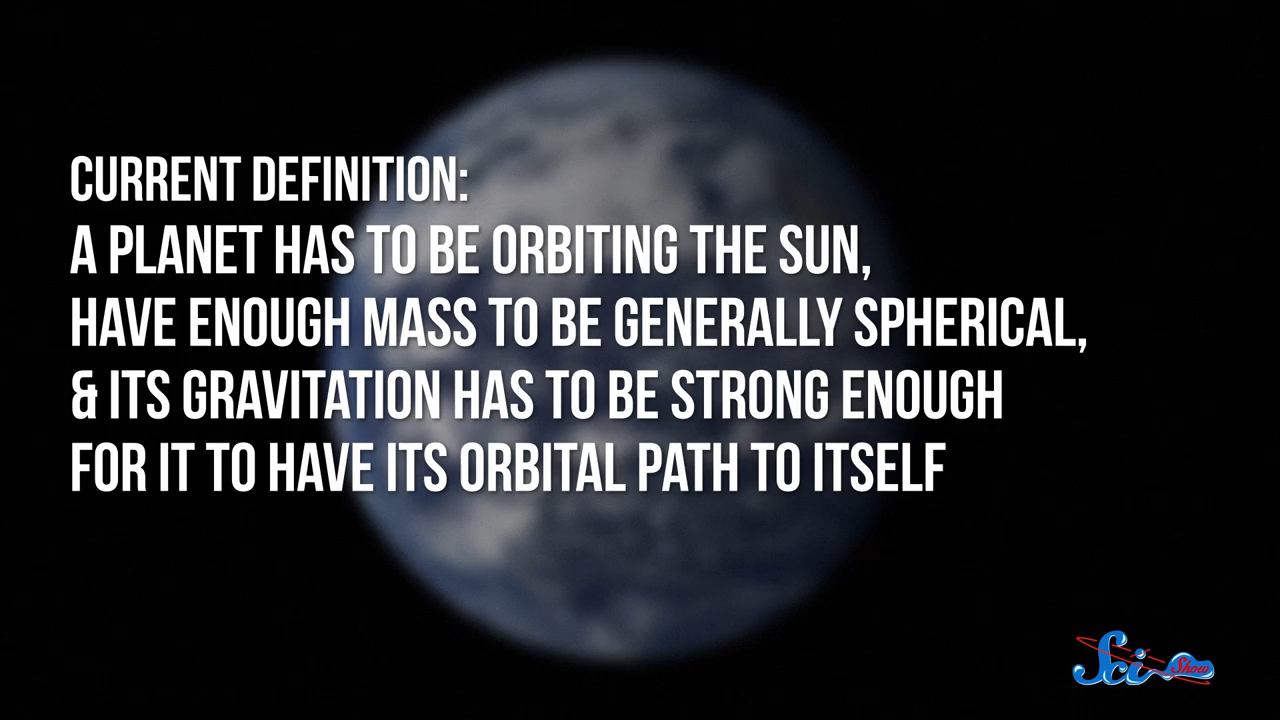 CURRENT DEFINITION:
A PLANET HAS TO BE ORBITING THE SUN,
HAVE ENOUGH MASS TO BE GENERALLY SPHERICAL,
& ITS GRAVITATION HAS TO BE STRONG ENOUGH
FOR IT TO HAVE ITS ORBITAL PATH TO ITSELF
Sci Show